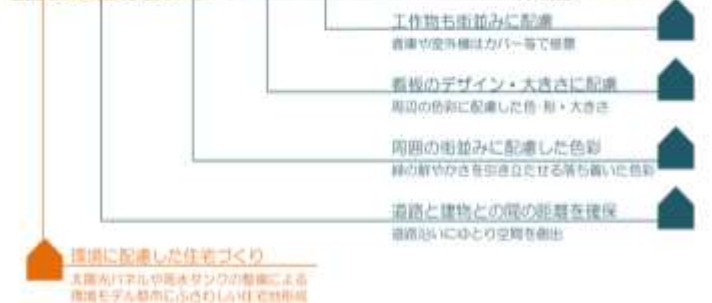 工作物も街並みに配慮
倉庫や室外機はカバー等で修景
看板のデザイン・大きさに配慮
周辺の色彩に配慮した色・形・大きさ
周囲の街並みに配慮した色彩
緑の鮮やかさを引き立たせる落ち着いた色彩
道路と建物との間の距離を確保
道路沿いにゆとり空間を創出
環境に配慮した住宅づくり
太陽光パネルや雨水タンクの整備による
環境モデル都市にふさわしい住宅地形成